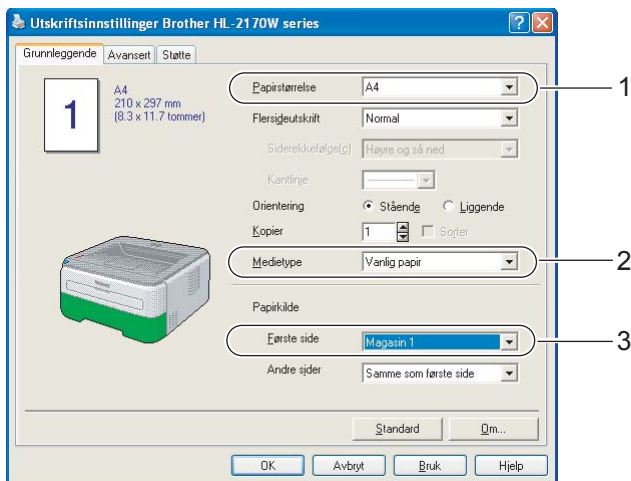 Utskriftsinnstillinger Brother HL-2170W series
Grunnleggende Avansert Støtte
1
A4
210 x 297 mm
(8.3 x 11.7 tommer)
Papirstørrelse A4 1
Flersideutskrift Normal
Siderekkefølge(c) Høyre og så ned
Kantlinje
Orientering Stående Liggende
Kopier 1 Sorter
Medietype Vanlig papir 2
Papirkilde
Første side Magasin 1 3
Andre sider Samme som første side
Standard Om...
OK Avbryt Bruk Hjelp